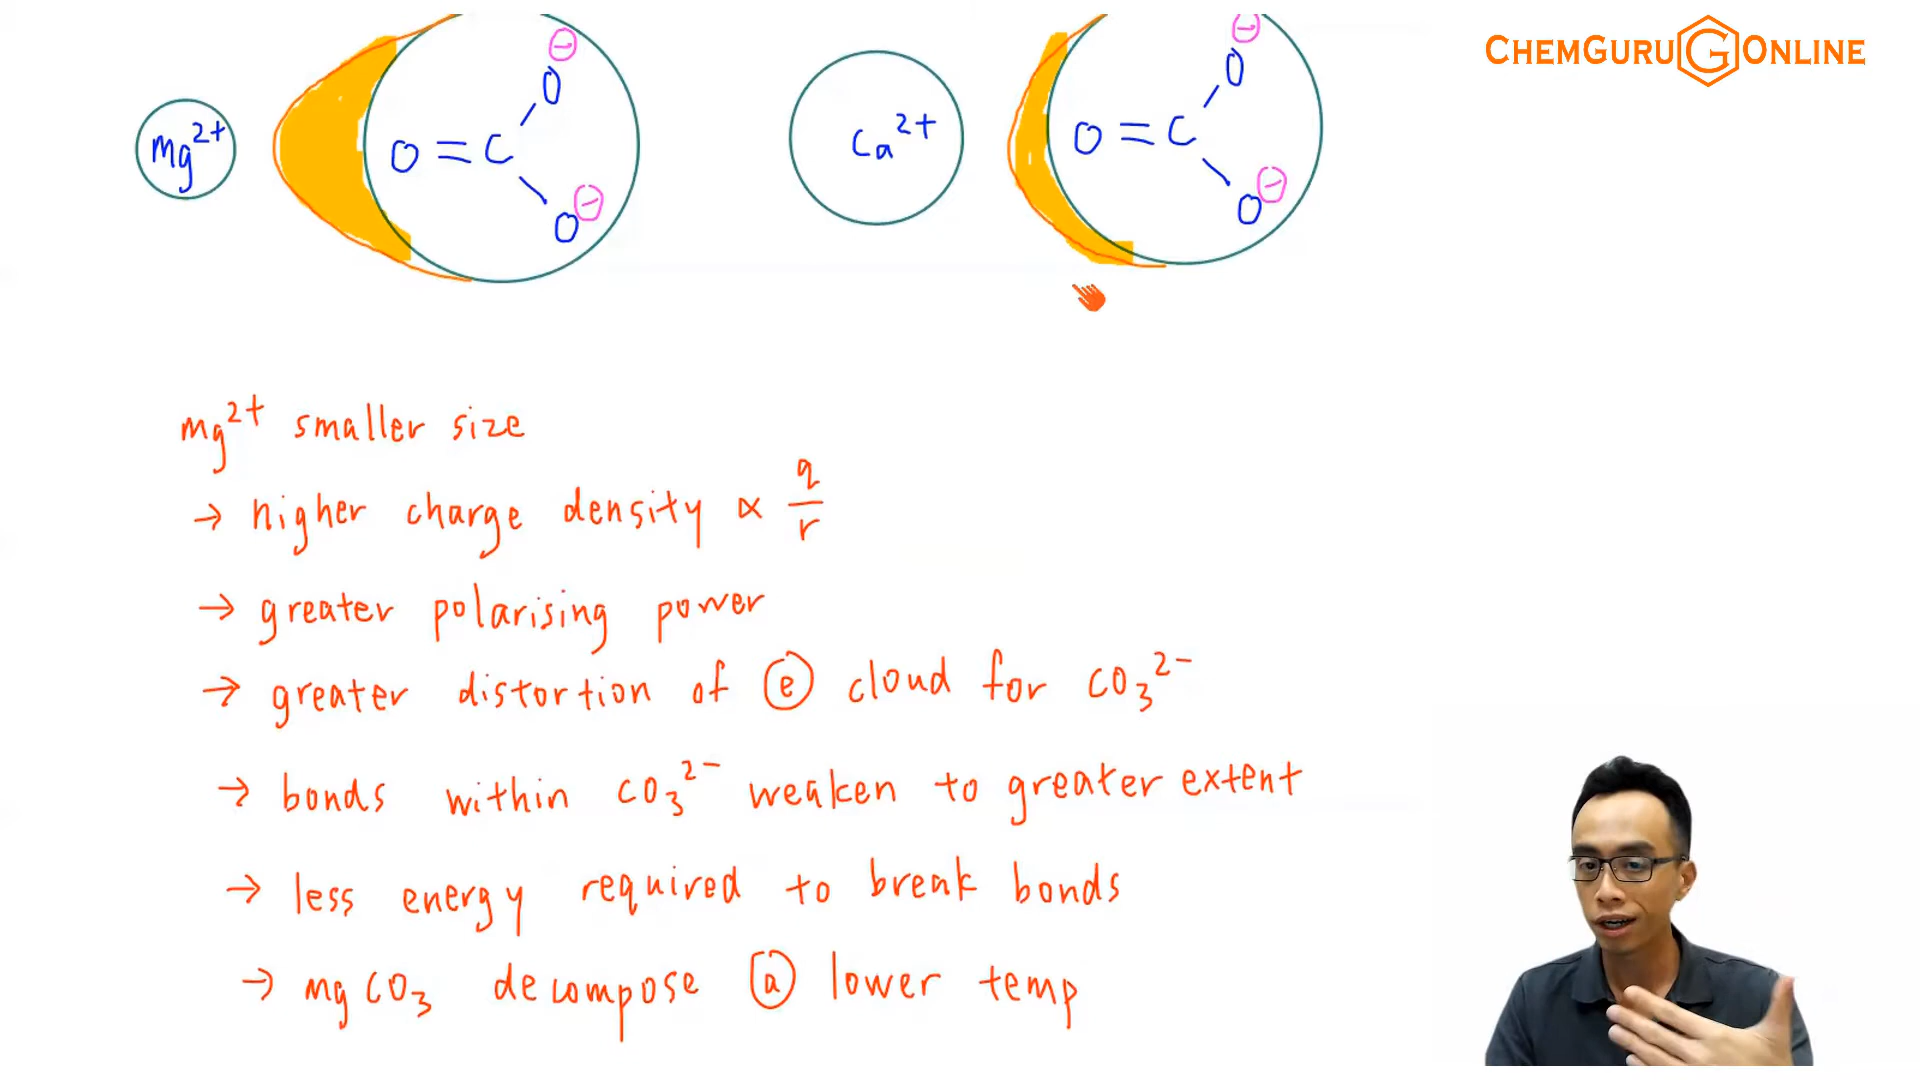 CHEMGURU G ONLINE
Mg²⁺
O=C
O⊖
O⊖
Ca²⁺
O=C
O⊖
O⊖
Mg²⁺ smaller size
→ higher charge density ∝ q/r
→ greater polarising power
→ greater distortion of ⓔ cloud for CO₃²⁻
→ bonds within CO₃²⁻ weaken to greater extent
→ less energy required to break bonds
→ MgCO₃ decompose ⓐ lower temp